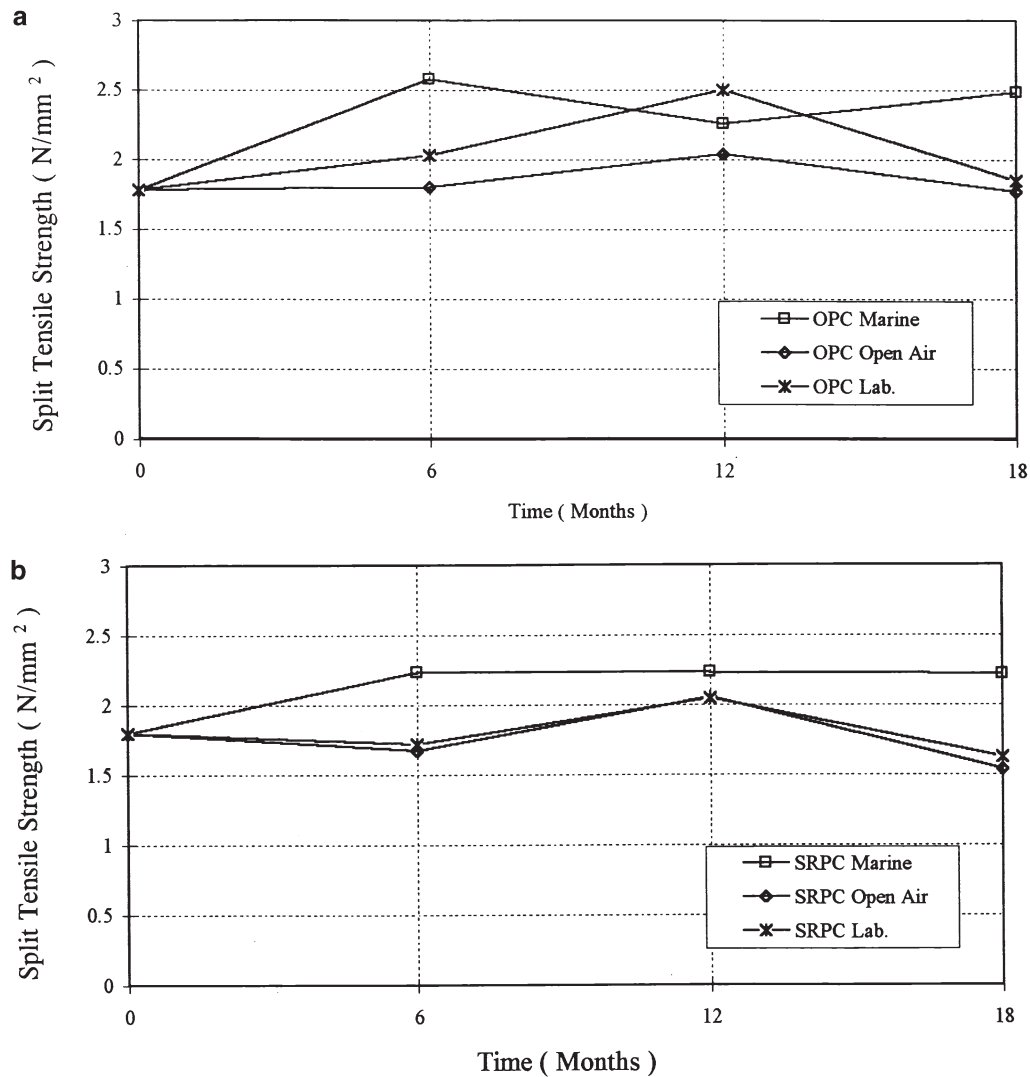 a
Split Tensile Strength ( N/mm ² )
3
2.5
2
1.5
1
0.5
0
0 6 12 18
Time ( Months )
OPC Marine
OPC Open Air
OPC Lab.
b
Split Tensile Strength ( N/mm ² )
3
2.5
2
1.5
1
0.5
0
0 6 12 18
Time ( Months )
SRPC Marine
SRPC Open Air
SRPC Lab.